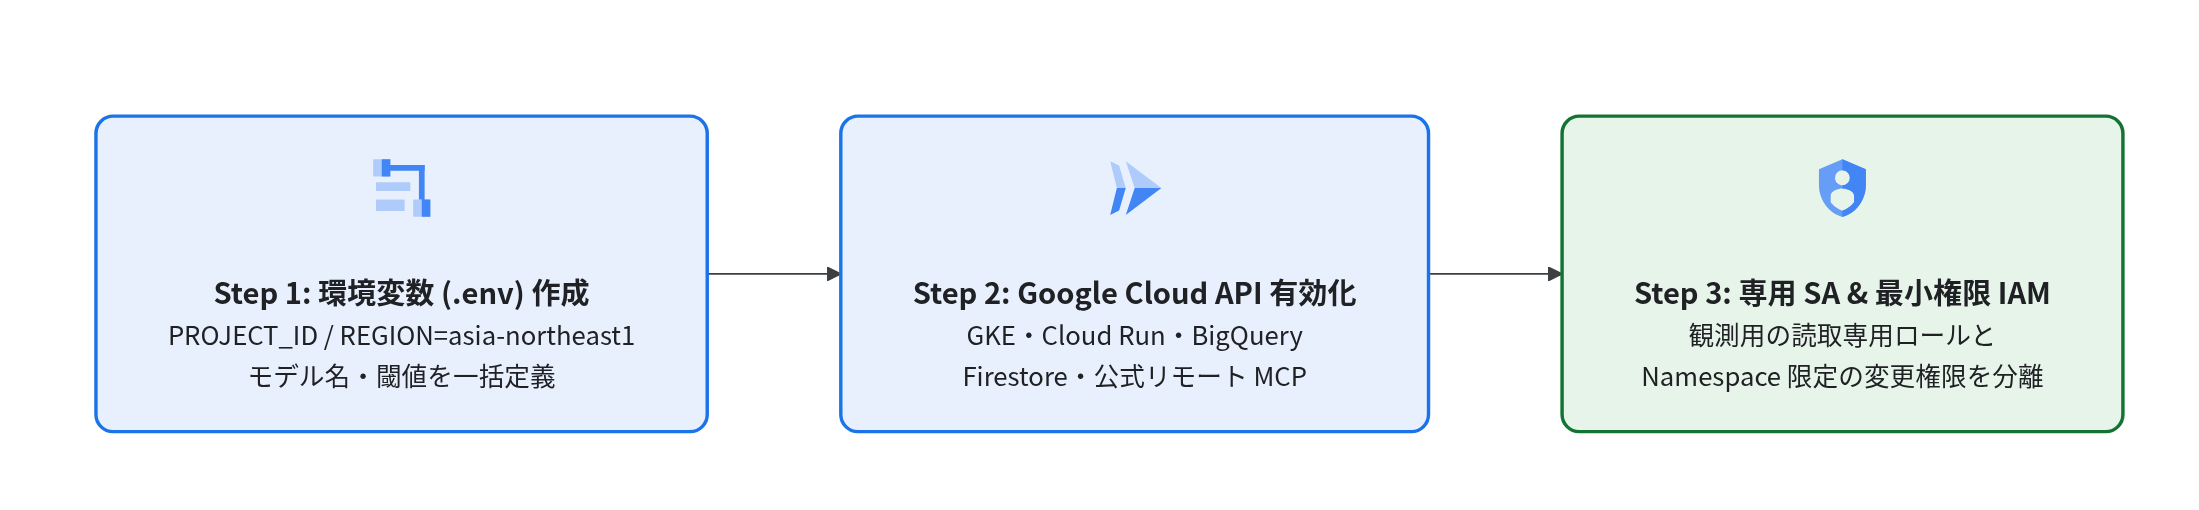 Step 1: 環境変数 (.env) 作成
PROJECT_ID / REGION=asia-northeast1
モデル名・閾値を一括定義
Step 2: Google Cloud API 有効化
GKE・Cloud Run・BigQuery
Firestore・公式リモート MCP
Step 3: 専用 SA & 最小権限 IAM
観測用の読取専用ロールと
Namespace 限定の変更権限を分離